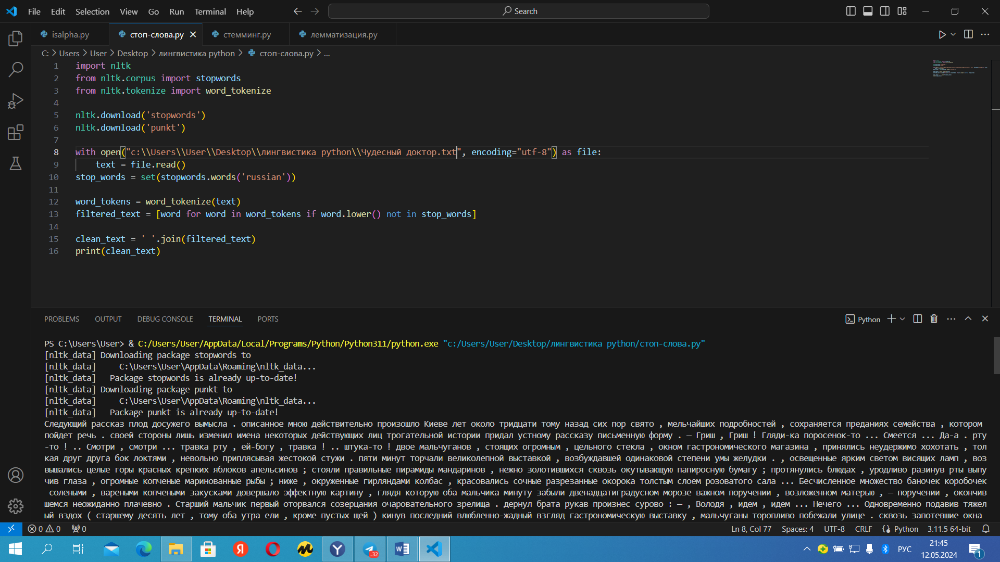 File Edit Selection View Go Run Terminal Help Search
isalpha.py стоп-слова.py стемминг.py лемматизация.py
C: > Users > User > Desktop > лингвистика python > стоп-слова.py > ...
1 import nltk
2 from nltk.corpus import stopwords
3 from nltk.tokenize import word_tokenize
4
5 nltk.download('stopwords')
6 nltk.download('punkt')
7
8 with open("c:\\Users\\User\\Desktop\\лингвистика python\\Чудесный доктор.txt", encoding="utf-8") as file:
9 text = file.read()
10 stop_words = set(stopwords.words('russian'))
11
12 word_tokens = word_tokenize(text)
13 filtered_text = [word for word in word_tokens if word.lower() not in stop_words]
14
15 clean_text = ' '.join(filtered_text)
16 print(clean_text)
PROBLEMS OUTPUT DEBUG CONSOLE TERMINAL PORTS Python
PS C:\Users\User> & C:/Users/User/AppData/Local/Programs/Python/Python311/python.exe "c:/Users/User/Desktop/лингвистика python/стоп-слова.py"
[nltk_data] Downloading package stopwords to
[nltk_data] C:\Users\User\AppData\Roaming\nltk_data...
[nltk_data] Package stopwords is already up-to-date!
[nltk_data] Downloading package punkt to
[nltk_data] C:\Users\User\AppData\Roaming\nltk_data...
[nltk_data] Package punkt is already up-to-date!
Следующий рассказ плод досужего вымысла . описанное мною действительно произошло Киеве лет около тридцати тому назад сих пор свято , мельчайших подробностей , сохраняется преданиях семейства , котором
пойдет речь . своей стороны лишь изменил имена некоторых действующих лиц трогательной истории придал устному рассказу письменную форму . — Гриш , Гриш ! Гляди-ка поросенок-то ... Смеется ... Да-а . рту
-то ! .. Смотри , смотри ... травка рту , ей-богу , травка ! .. штука-то ! двое мальчуганов , стоящих огромным , цельного стекла , окном гастрономического магазина , принялись неудержимо хохотать , тол
кая друг друга бок локтями , невольно приплясывая жестокой стужи . пяти минут торчали великолепной выставкой , возбуждавшей одинаковой степени умы желудки . , освещенные ярким светом висящих ламп , воз
вышались целые горы красных крепких яблоков апельсинов ; стояли правильные пирамиды мандаринов , нежно золотившихся сквозь окутывающую папиросную бумагу ; протянулись блюдах , уродливо разинув рты выпу
чив глаза , огромные копченые маринованные рыбы ; ниже , окруженные гирляндами колбас , красовались сочные разрезанные окорока толстым слоем розоватого сала ... Бесчисленное множество баночек коробочек
солеными , вареными копчеными закусками довершало эффектную картину , глядя которую оба мальчика минуту забыли двенадцатиградусном морозе важном поручении , возложенном матерью , — поручении , окончив
шемся неожиданно плачевно . Старший мальчик первый оторвался созерцания очаровательного зрелища . дернул брата рукав произнес сурово : — , Володя , идем , идем ... Нечего ... Одновременно подавив тяжел
ый вздох ( старшему десять лет , тому оба утра ели , кроме пустых щей ) кинув последний влюбленно-жадный взгляд гастрономическую выставку , мальчуганы торопливо побежали улице . сквозь запотевшие окна
0 0 0 Ln 8, Col 77 Spaces: 4 UTF-8 CRLF Python 3.11.5 64-bit
..32 РУС 21:45
12.05.2024 1